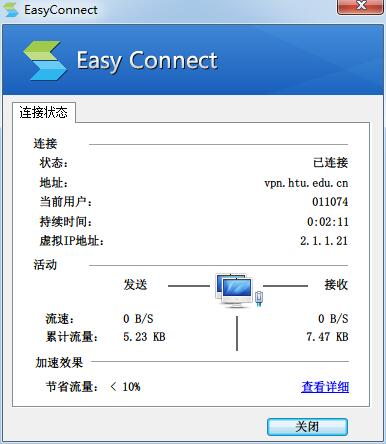 EasyConnect
Easy Connect
连接状态
连接
状态: 已连接
地址: vpn.htu.edu.cn
当前用户: 011074
持续时间: 0:02:11
虚拟IP地址: 2.1.1.21
活动
发送 接收
流速: 0 B/S 0 B/S
累计流量: 5.23 KB 7.47 KB
加速效果
节省流量: < 10% 查看详细
关闭